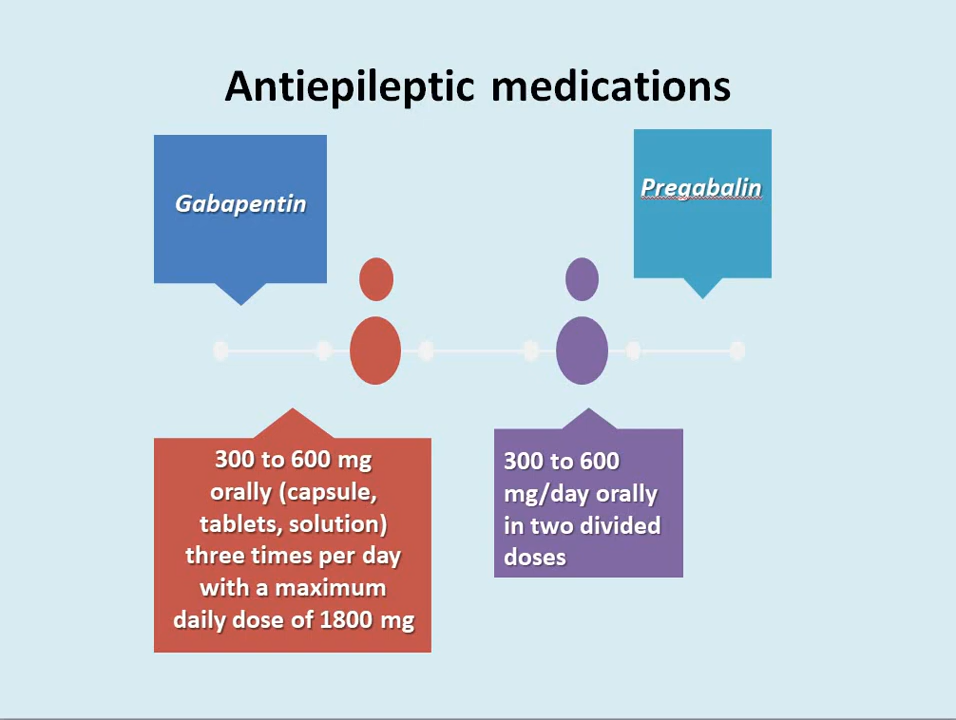 Antiepileptic medications
Gabapentin
Pregabalin
300 to 600 mg
orally (capsule,
tablets, solution)
three times per day
with a maximum
daily dose of 1800 mg
300 to 600
mg/day orally
in two divided
doses